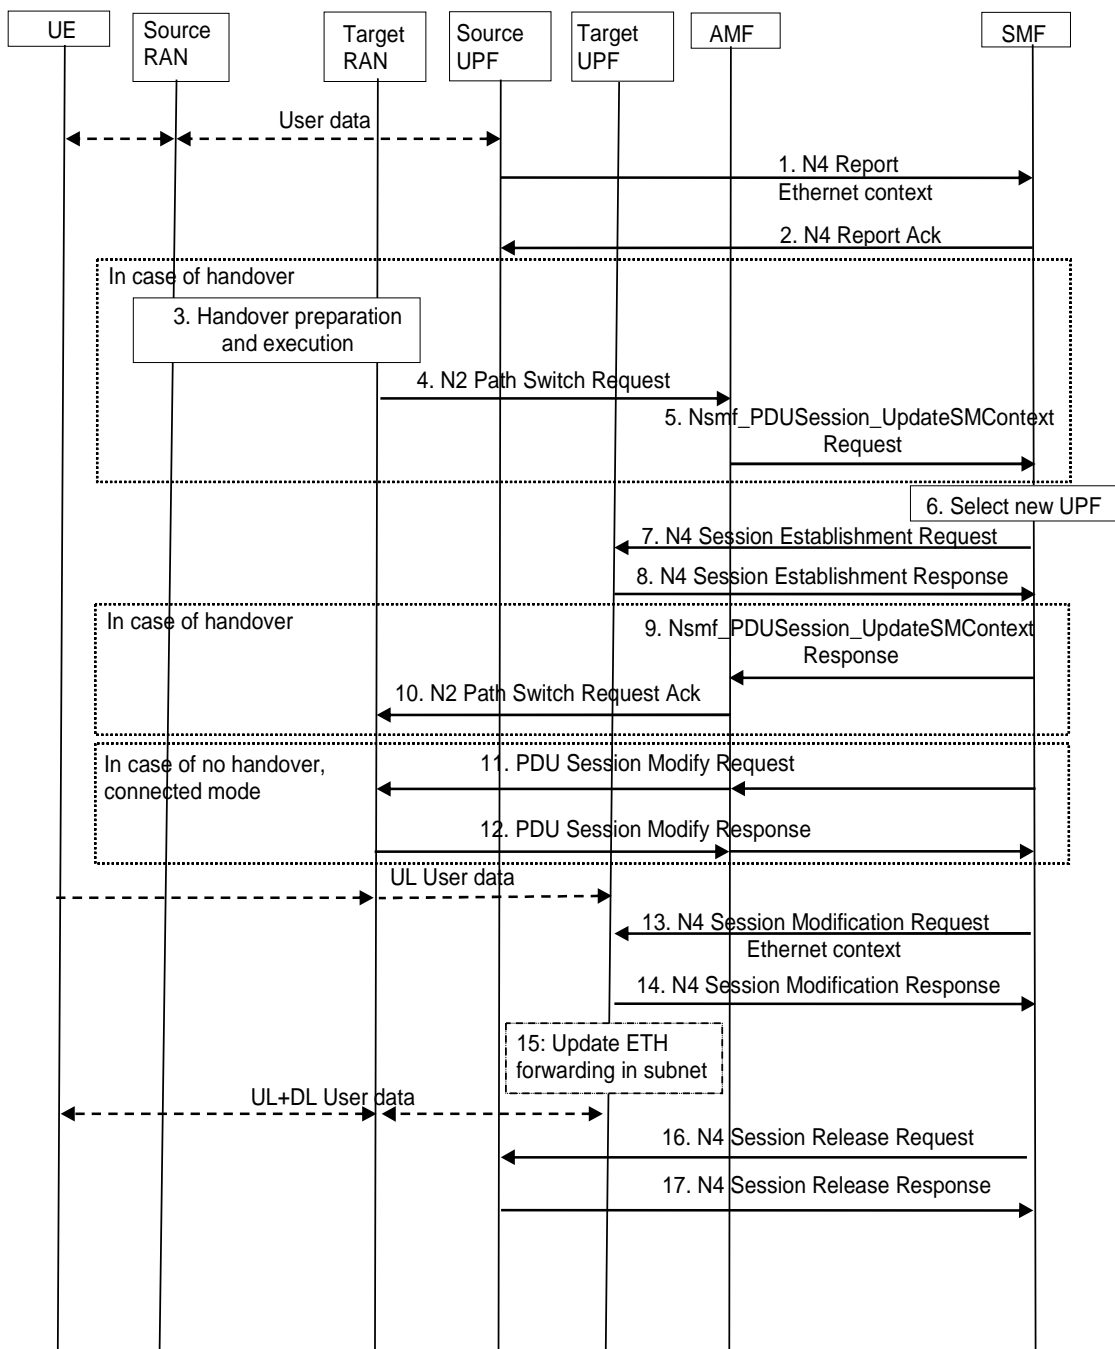 UE
Source
RAN
Target
RAN
Source
UPF
Target
UPF
AMF
SMF
User data
1. N4 Report
Ethernet context
2. N4 Report Ack
In case of handover
3. Handover preparation
and execution
4. N2 Path Switch Request
5. Nsmf_PDUSession_UpdateSMContext
Request
6. Select new UPF
7. N4 Session Establishment Request
8. N4 Session Establishment Response
In case of handover
9. Nsmf_PDUSession_UpdateSMContext
Response
10. N2 Path Switch Request Ack
In case of no handover,
connected mode
11. PDU Session Modify Request
12. PDU Session Modify Response
UL User data
13. N4 Session Modification Request
Ethernet context
14. N4 Session Modification Response
15: Update ETH
forwarding in subnet
UL+DL User data
16. N4 Session Release Request
17. N4 Session Release Response